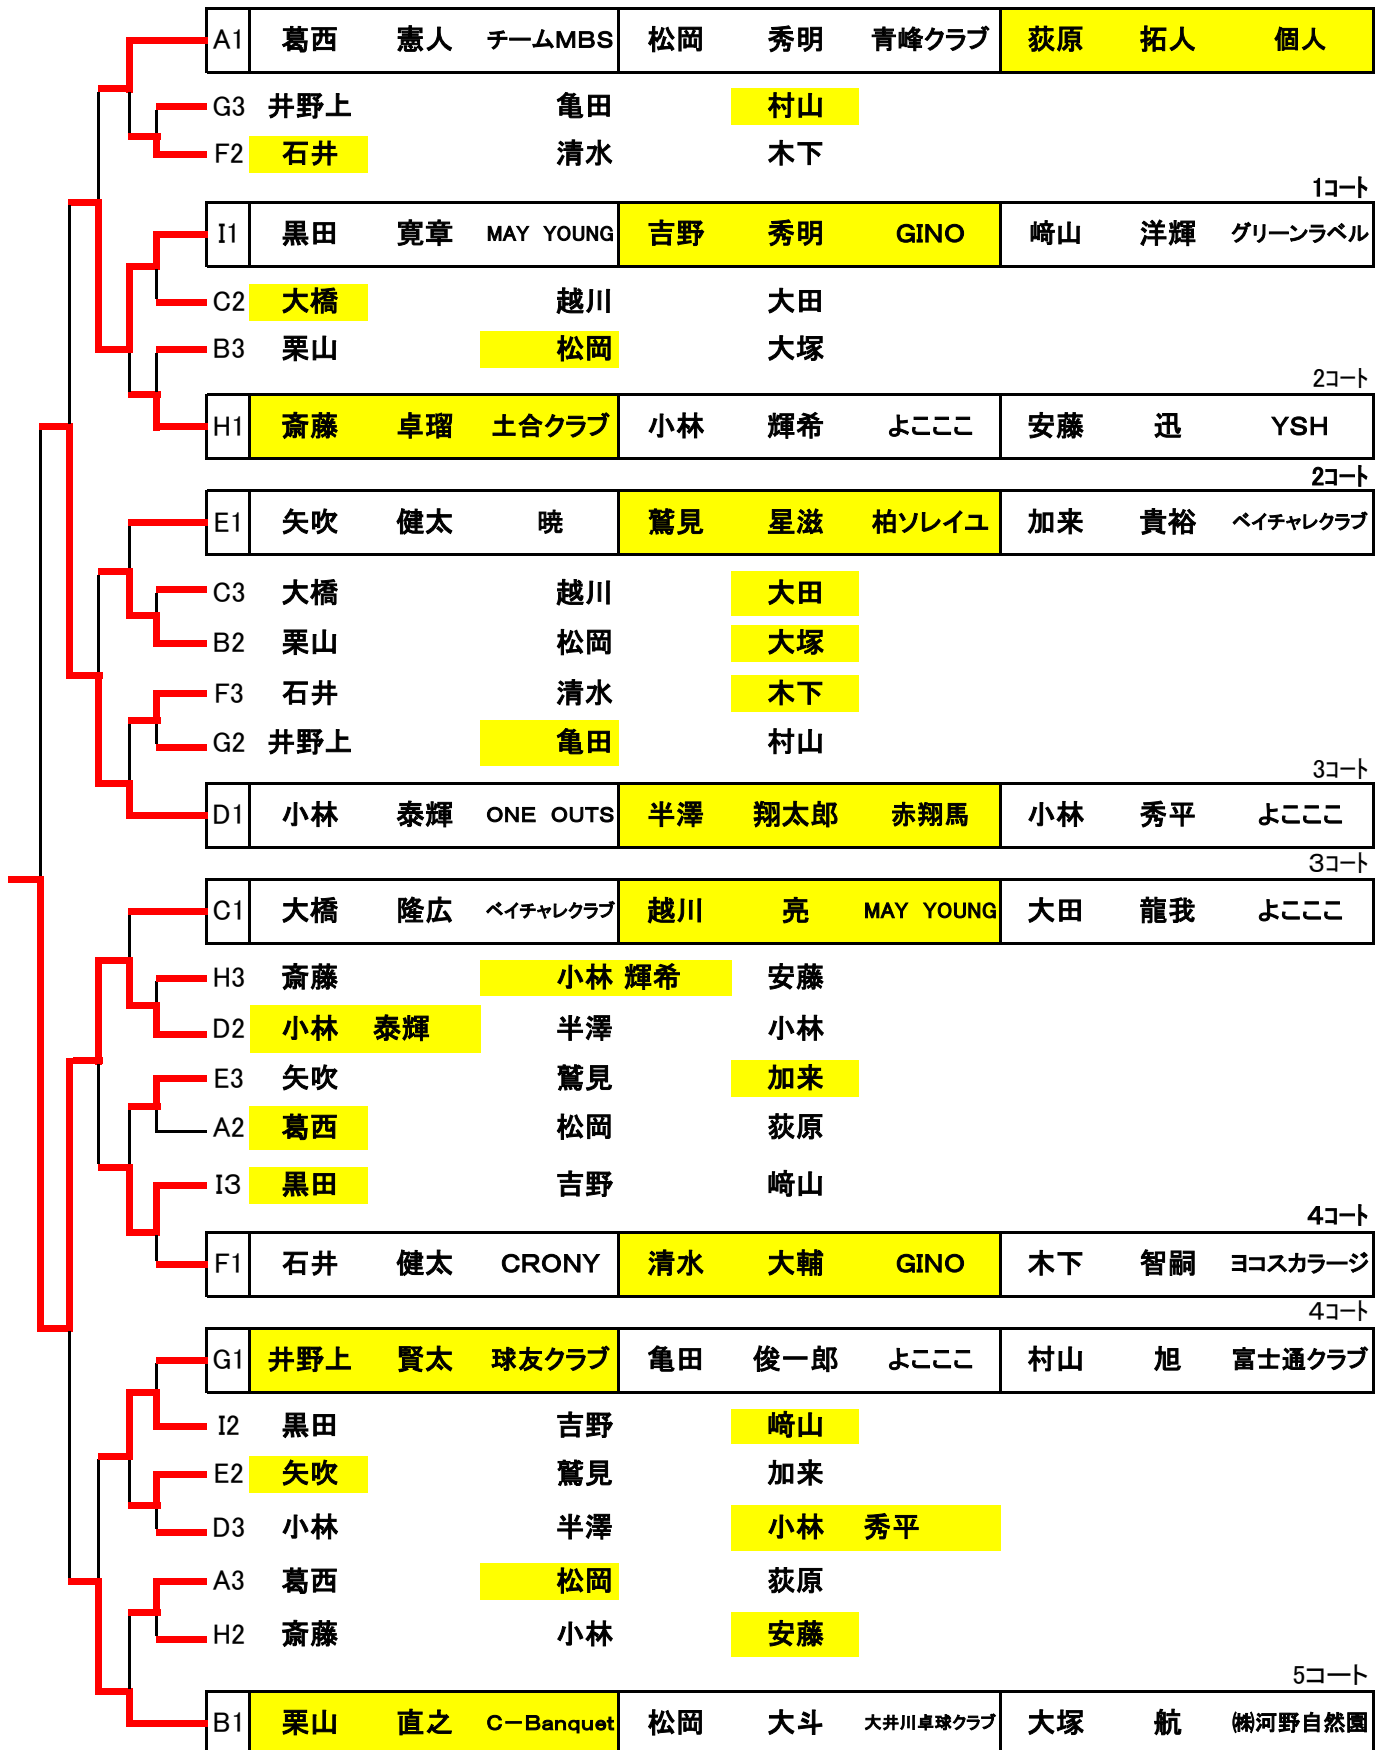 A1 葛西 憲人 チームMBS 松岡 秀明 青峰クラブ 荻原 拓人 個人
G3 井野上 亀田 村山
F2 石井 清水 木下
1コート
I1 黒田 寛章 MAY YOUNG 吉野 秀明 GINO 﨑山 洋輝 グリーンラベル
C2 大橋 越川 大田
B3 栗山 松岡 大塚
2コート
H1 斎藤 卓瑠 土合クラブ 小林 輝希 よこここ 安藤 迅 YSH
2コート
E1 矢吹 健太 暁 鷲見 星滋 柏ソレイユ 加来 貴裕 ベイチャレクラブ
C3 大橋 越川 大田
B2 栗山 松岡 大塚
F3 石井 清水 木下
G2 井野上 亀田 村山
3コート
D1 小林 泰輝 ONE OUTS 半澤 翔太郎 赤翔馬 小林 秀平 よこここ
3コート
C1 大橋 隆広 ベイチャレクラブ 越川 亮 MAY YOUNG 大田 龍我 よこここ
H3 斎藤 小林 輝希 安藤
D2 小林 泰輝 半澤 小林
E3 矢吹 鷲見 加来
A2 葛西 松岡 荻原
I3 黒田 吉野 﨑山
4コート
F1 石井 健太 CRONY 清水 大輔 GINO 木下 智嗣 ヨコスカラージ
4コート
G1 井野上 賢太 球友クラブ 亀田 俊一郎 よこここ 村山 旭 富士通クラブ
I2 黒田 吉野 﨑山
E2 矢吹 鷲見 加来
D3 小林 半澤 小林 秀平
A3 葛西 松岡 荻原
H2 斎藤 小林 安藤
5コート
B1 栗山 直之 C－Banquet 松岡 大斗 大井川卓球クラブ 大塚 航 ㈱河野自然園